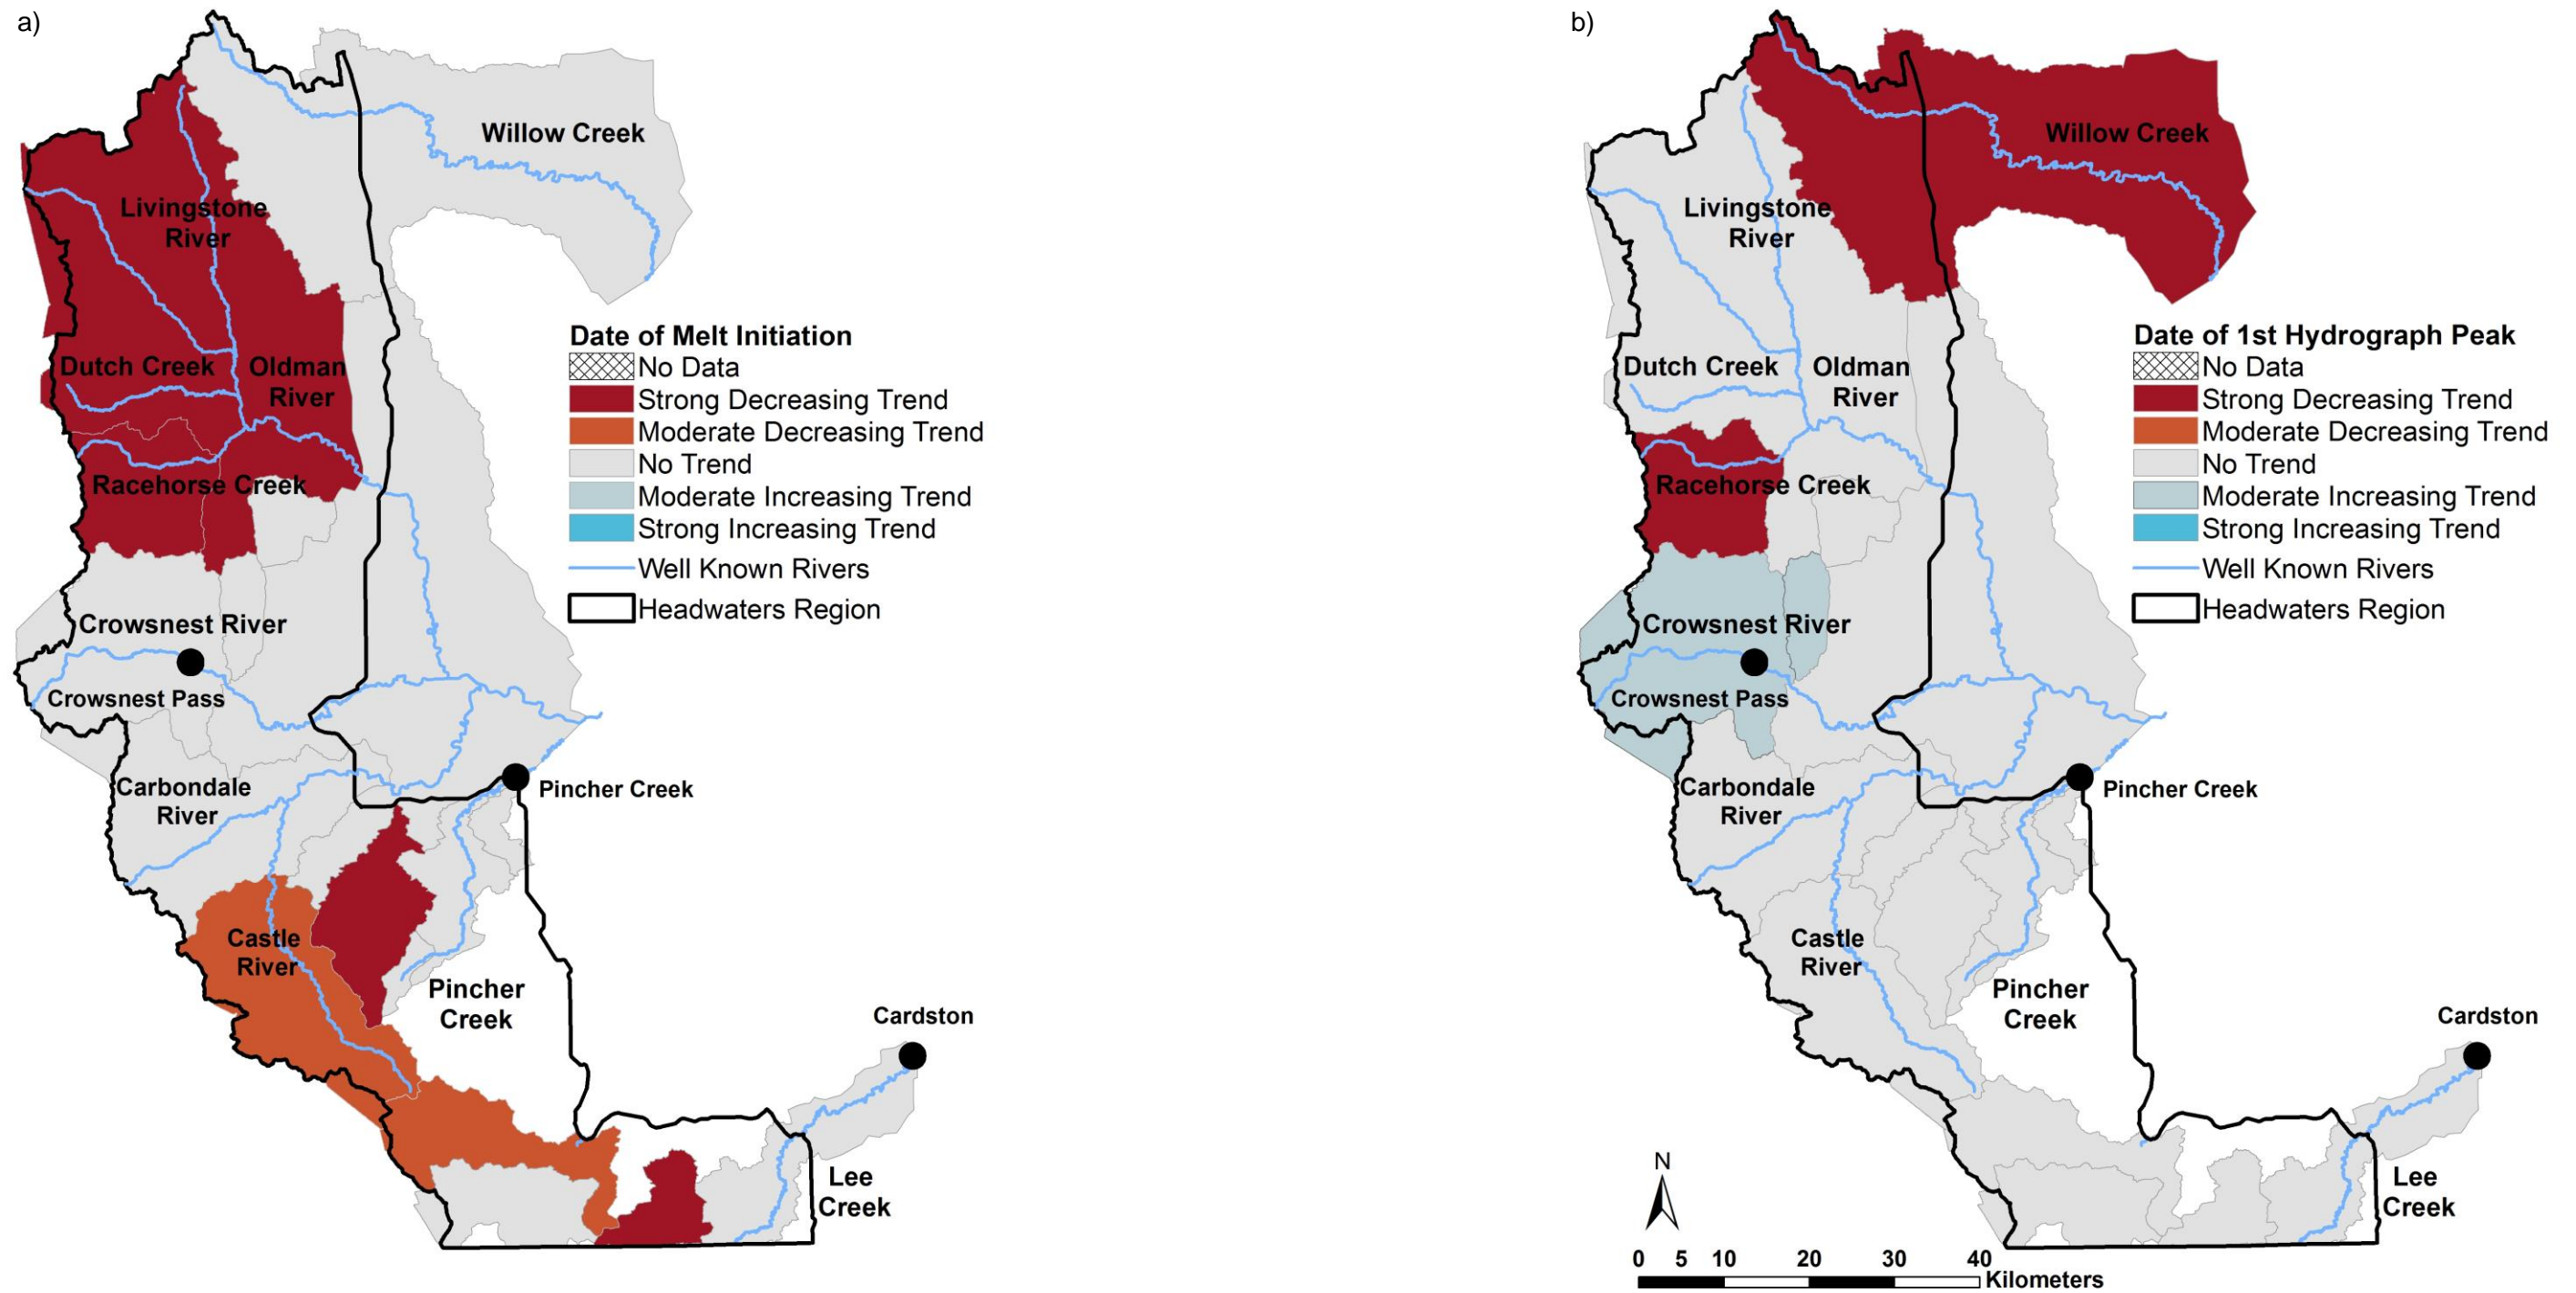 a)
Willow Creek
Livingstone
River
Dutch Creek
Oldman
River
Racehorse Creek
Crowsnest River
Crowsnest Pass
Carbondale
River
Pincher Creek
Castle
River
Pincher
Creek
Cardston
Lee
Creek
Date of Melt Initiation
No Data
Strong Decreasing Trend
Moderate Decreasing Trend
No Trend
Moderate Increasing Trend
Strong Increasing Trend
Well Known Rivers
Headwaters Region
b)
Willow Creek
Livingstone
River
Dutch Creek
Oldman
River
Racehorse Creek
Crowsnest River
Crowsnest Pass
Carbondale
River
Pincher Creek
Castle
River
Pincher
Creek
Cardston
Lee
Creek
Date of 1st Hydrograph Peak
No Data
Strong Decreasing Trend
Moderate Decreasing Trend
No Trend
Moderate Increasing Trend
Strong Increasing Trend
Well Known Rivers
Headwaters Region
N
0 5 10 20 30 40
Kilometers